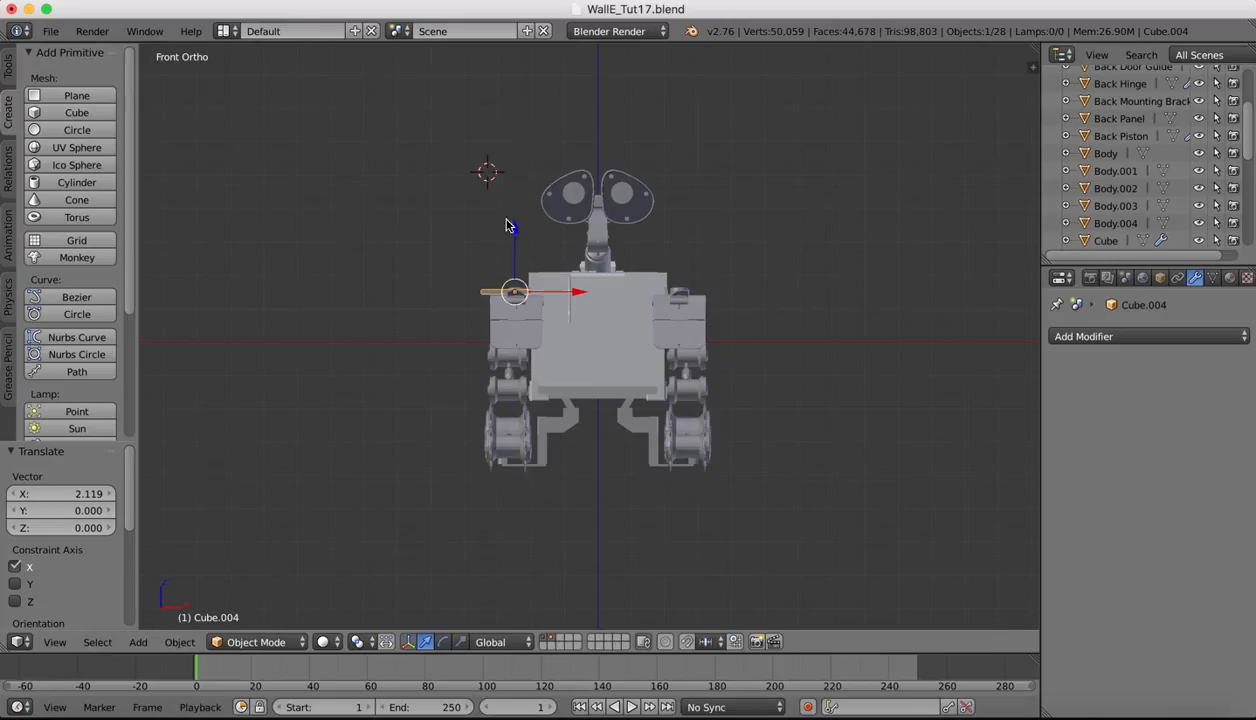 WallE_Tut17.blend
File Render Window Help Default Scene Blender Render v2.76 | Verts:50,059 | Faces:44,678 | Tris:98,803 | Objects:1/28 | Lamps:0/0 | Mem:26.90M | Cube.004
Tools
Create
Relations
Animation
Physics
Grease Pencil
Add Primitive
Mesh:
Plane
Cube
Circle
UV Sphere
Ico Sphere
Cylinder
Cone
Torus
Grid
Monkey
Curve:
Bezier
Circle
Nurbs Curve
Nurbs Circle
Path
Lamp:
Point
Sun
Translate
Vector
X: 2.119
Y: 0.000
Z: 0.000
Constraint Axis
X
Y
Z
Orientation
Front Ortho
(1) Cube.004
View Select Add Object Object Mode Global
View Search All Scenes
Back Door Guide
Back Hinge
Back Mounting Brack
Back Panel
Back Piston
Body
Body.001
Body.002
Body.003
Body.004
Cube
Cube.004
Add Modifier
-60 -40 -20 0 20 40 60 80 100 120 140 160 180 200 220 240 260 280
View Marker Frame Playback Start: 1 End: 250 1 No Sync